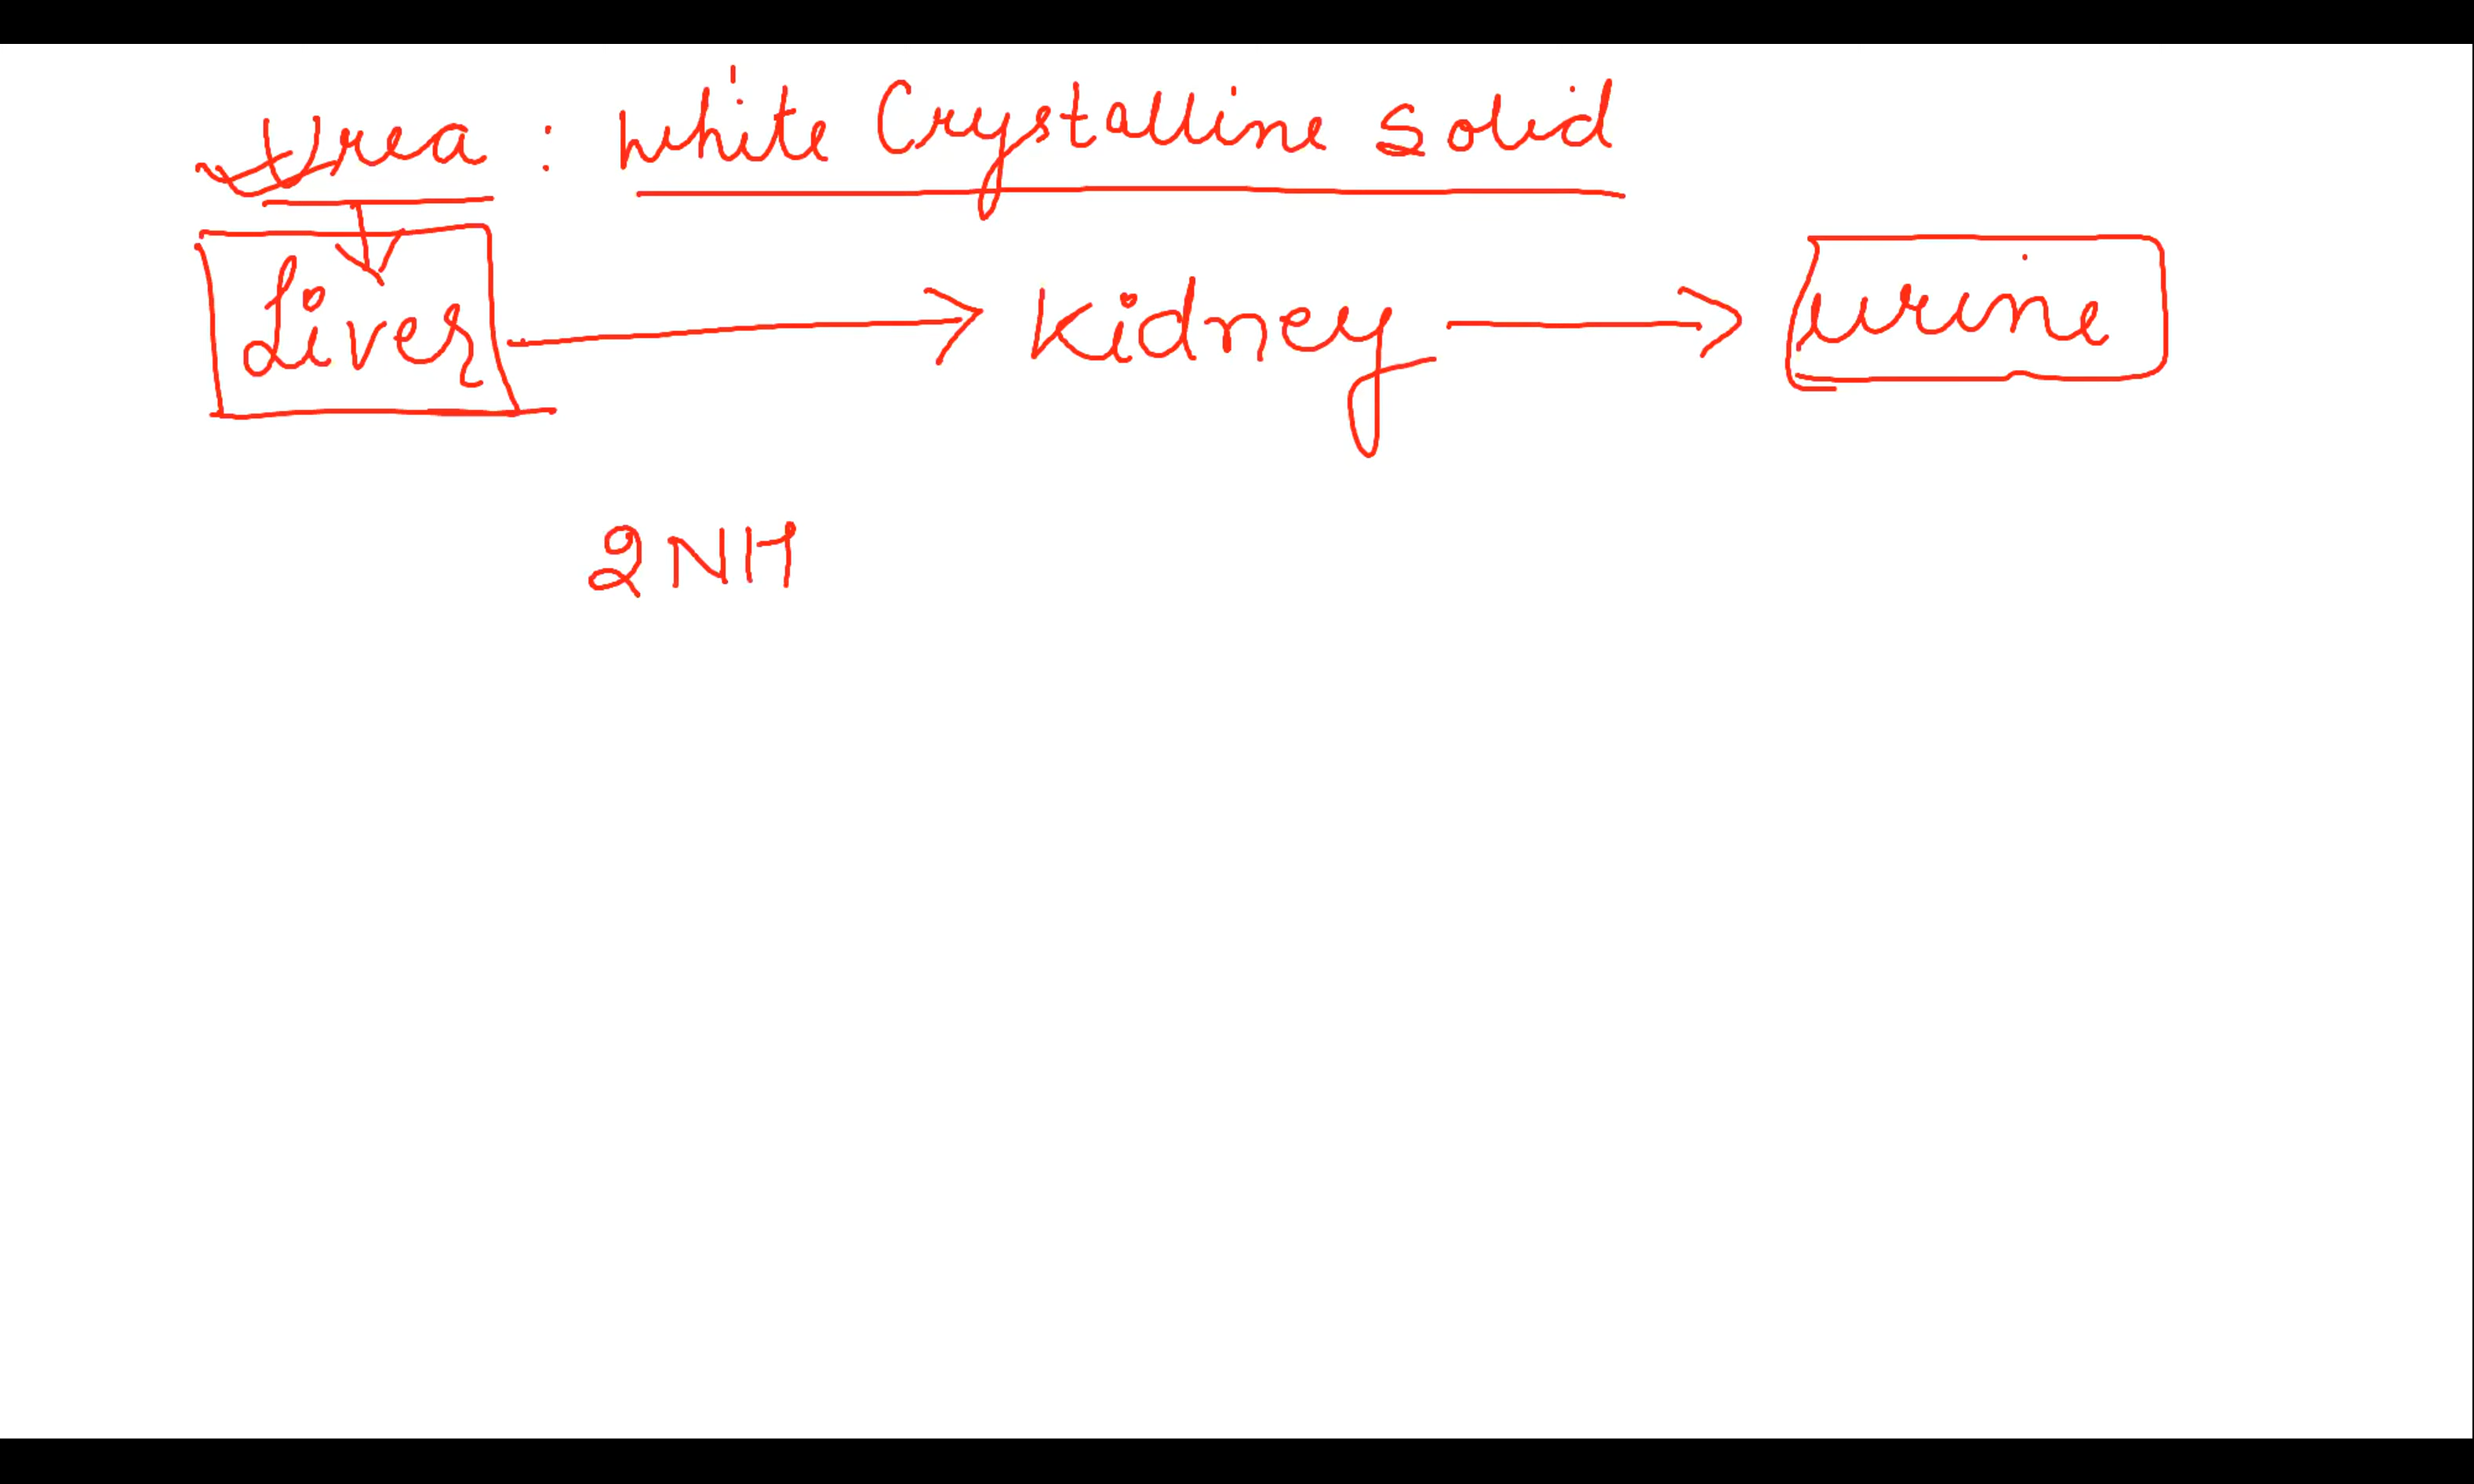 Urea : White Crystalline solid
Liver → Kidney → urine
2NH